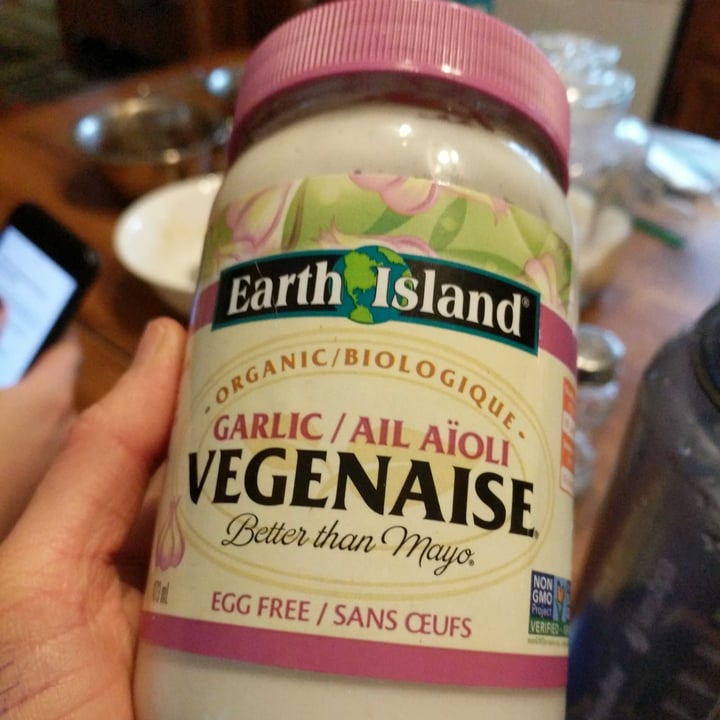 Earth Island®
- ORGANIC/BIOLOGIQUE -
GARLIC / AIL AÏOLI
VEGENAISE
Better than Mayo®
EGG FREE / SANS ŒUFS
NON
GMO
Project
VERIFIED